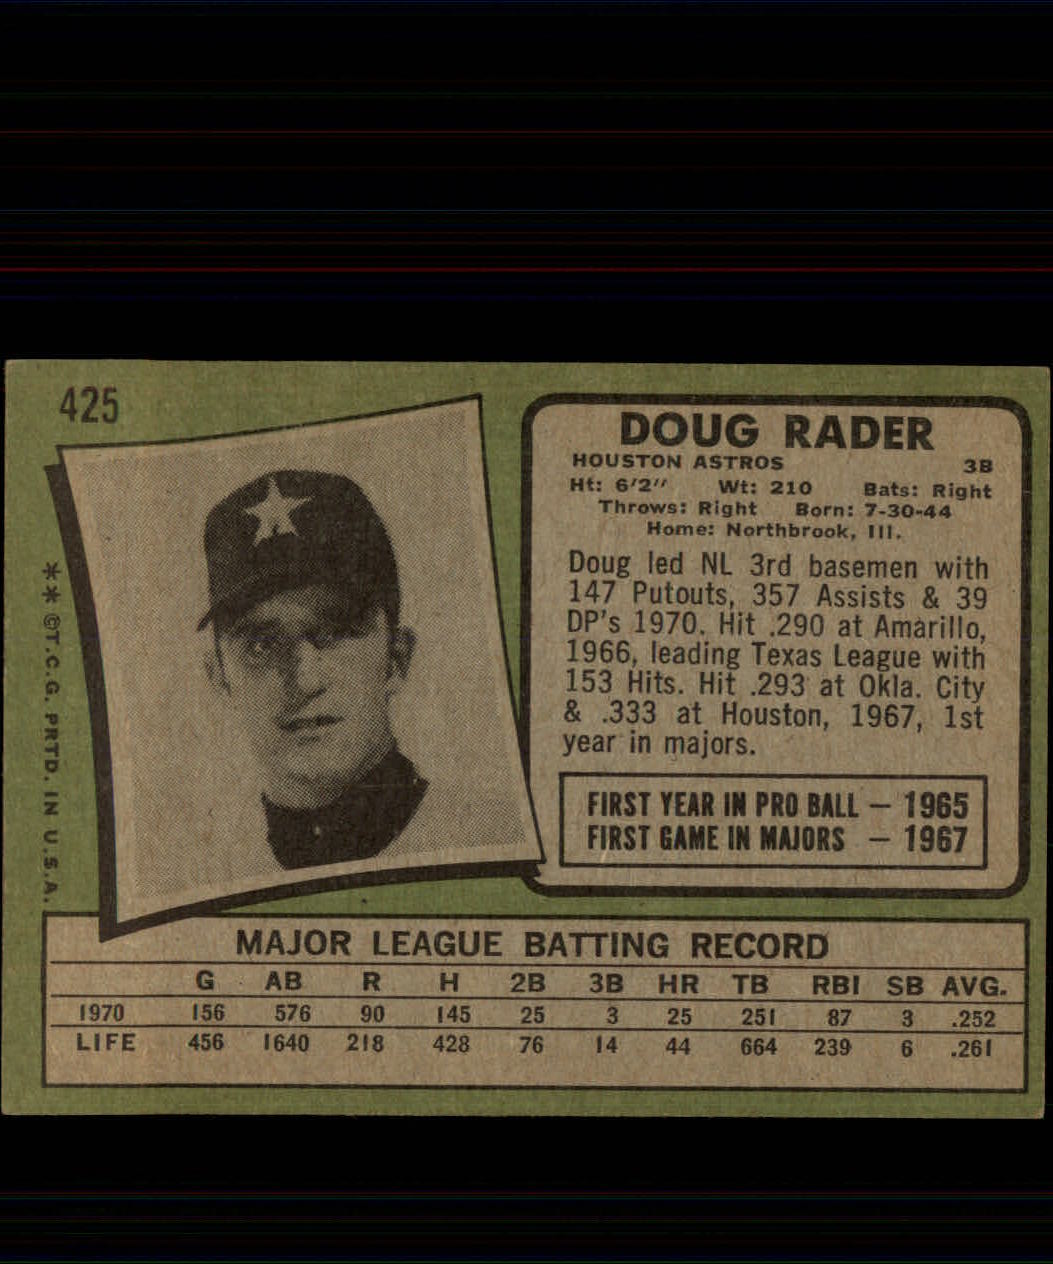 425
DOUG RADER
HOUSTON ASTROS 3B
Ht: 6'2" Wt: 210 Bats: Right
Throws: Right Born: 7-30-44
Home: Northbrook, Ill.
Doug led NL 3rd basemen with
147 Putouts, 357 Assists & 39
DP's 1970. Hit .290 at Amarillo,
1966, leading Texas League with
153 Hits. Hit .293 at Okla. City
& .333 at Houston, 1967, 1st
year in majors.
FIRST YEAR IN PRO BALL — 1965
FIRST GAME IN MAJORS — 1967
**©T.C.G. PRTD. IN U.S.A.
MAJOR LEAGUE BATTING RECORD
G AB R H 2B 3B HR TB RBI SB AVG.
1970 156 576 90 145 25 3 25 251 87 3 .252
LIFE 456 1640 218 428 76 14 44 664 239 6 .261